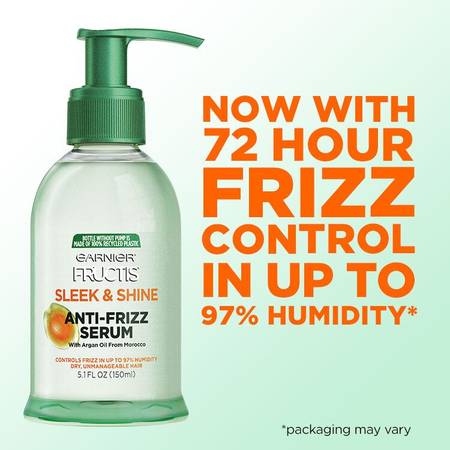 BOTTLE WITHOUT PUMP IS
MADE OF 100% RECYCLED PLASTIC
GARNIER
FRUCTIS
SLEEK & SHINE
ANTI-FRIZZ
SERUM
With Argan Oil From Morocco
CONTROLS FRIZZ IN UP TO 97% HUMIDITY
DRY, UNMANAGEABLE HAIR
5.1 FL OZ (150ml)
NOW WITH
72 HOUR
FRIZZ
CONTROL
IN UP TO
97% HUMIDITY*
*packaging may vary